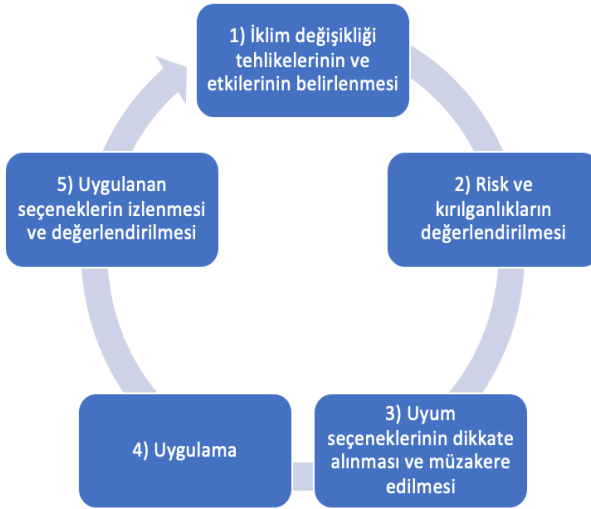 1) İklim değişikliği
tehlikelerinin ve
etkilerinin belirlenmesi
2) Risk ve
kırılganlıkların
değerlendirilmesi
3) Uyum
seçeneklerinin dikkate
alınması ve müzakere
edilmesi
4) Uygulama
5) Uygulanan
seçeneklerin izlenmesi
ve değerlendirilmesi